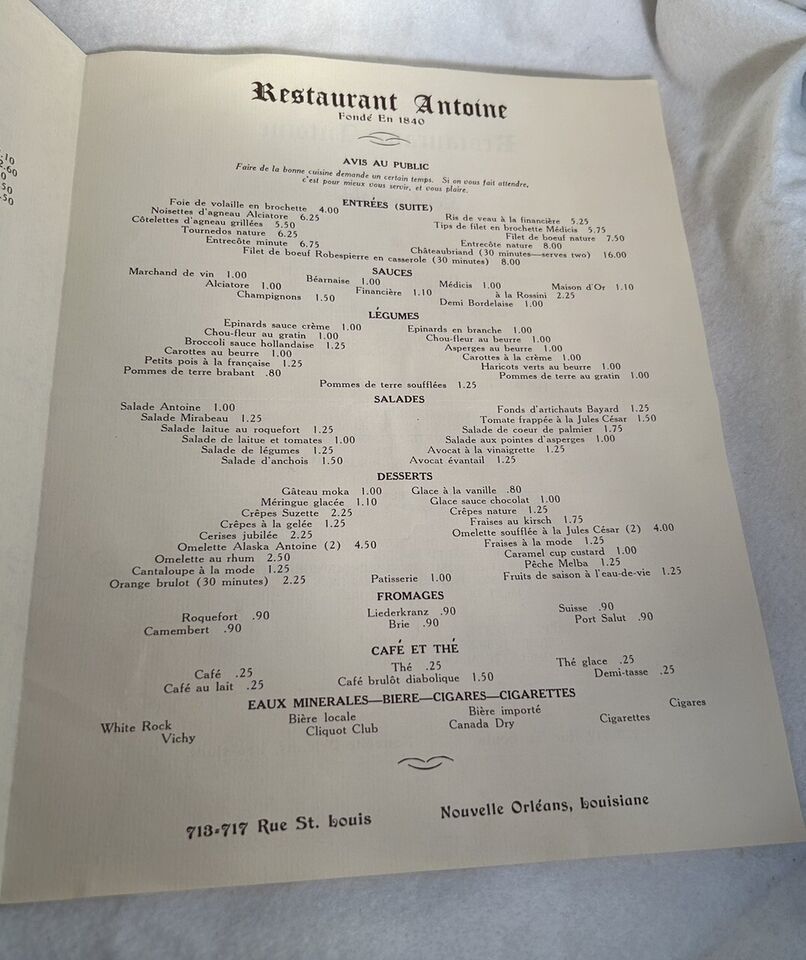 .10
2.60
0
50
.50
Restaurant Antoine
Fondé En 1840
AVIS AU PUBLIC
Faire de la bonne cuisine demande un certain temps. Si on vous fait attendre,
c'est pour mieux vous servir, et vous plaire.
ENTRÉES (SUITE)
Foie de volaille en brochette 4.00
Noisettes d'agneau Alciatore 6.25
Côtelettes d'agneau grillées 5.50
Tournedos nature 6.25
Entrecôte minute 6.75
Ris de veau à la financière 5.25
Tips de filet en brochette Médicis 5.75
Filet de boeuf nature 7.50
Entrecôte nature 8.00
Châteaubriand (30 minutes—serves two) 16.00
Filet de boeuf Robespierre en casserole (30 minutes) 8.00
SAUCES
Marchand de vin 1.00
Alciatore 1.00
Champignons 1.50
Béarnaise 1.00
Financière 1.10
Médicis 1.00
à la Rossini 2.25
Demi Bordelaise 1.00
Maison d'Or 1.10
LÉGUMES
Epinards sauce crème 1.00
Chou-fleur au gratin 1.00
Broccoli sauce hollandaise 1.25
Carottes au beurre 1.00
Petits pois à la française 1.25
Pommes de terre brabant .80
Epinards en branche 1.00
Chou-fleur au beurre 1.00
Asperges au beurre 1.00
Carottes à la crème 1.00
Haricots verts au beurre 1.00
Pommes de terre au gratin 1.00
Pommes de terre soufflées 1.25
SALADES
Salade Antoine 1.00
Salade Mirabeau 1.25
Salade laitue au roquefort 1.25
Salade de laitue et tomates 1.00
Salade de légumes 1.25
Salade d'anchois 1.50
Fonds d'artichauts Bayard 1.25
Tomate frappée à la Jules César 1.50
Salade de coeur de palmier 1.75
Salade aux pointes d'asperges 1.00
Avocat à la vinaigrette 1.25
Avocat évantail 1.25
DESSERTS
Gâteau moka 1.00
Méringue glacée 1.10
Crêpes Suzette 2.25
Crêpes à la gelée 1.25
Cerises jubilée 2.25
Omelette Alaska Antoine (2) 4.50
Omelette au rhum 2.50
Cantaloupe à la mode 1.25
Orange brulot (30 minutes) 2.25
Glace à la vanille .80
Glace sauce chocolat 1.00
Crêpes nature 1.25
Fraises au kirsch 1.75
Omelette soufflée à la Jules César (2) 4.00
Fraises à la mode 1.25
Caramel cup custard 1.00
Pêche Melba 1.25
Patisserie 1.00
Fruits de saison à l'eau-de-vie 1.25
FROMAGES
Roquefort .90
Camembert .90
Liederkranz .90
Brie .90
Suisse .90
Port Salut .90
CAFÉ ET THÉ
Café .25
Café au lait .25
Thé .25
Café brulôt diabolique 1.50
Thé glace .25
Demi-tasse .25
EAUX MINERALES—BIERE—CIGARES—CIGARETTES
White Rock
Vichy
Bière locale
Cliquot Club
Bière importé
Canada Dry
Cigarettes
Cigares
713-717 Rue St. Louis
Nouvelle Orléans, Louisiane